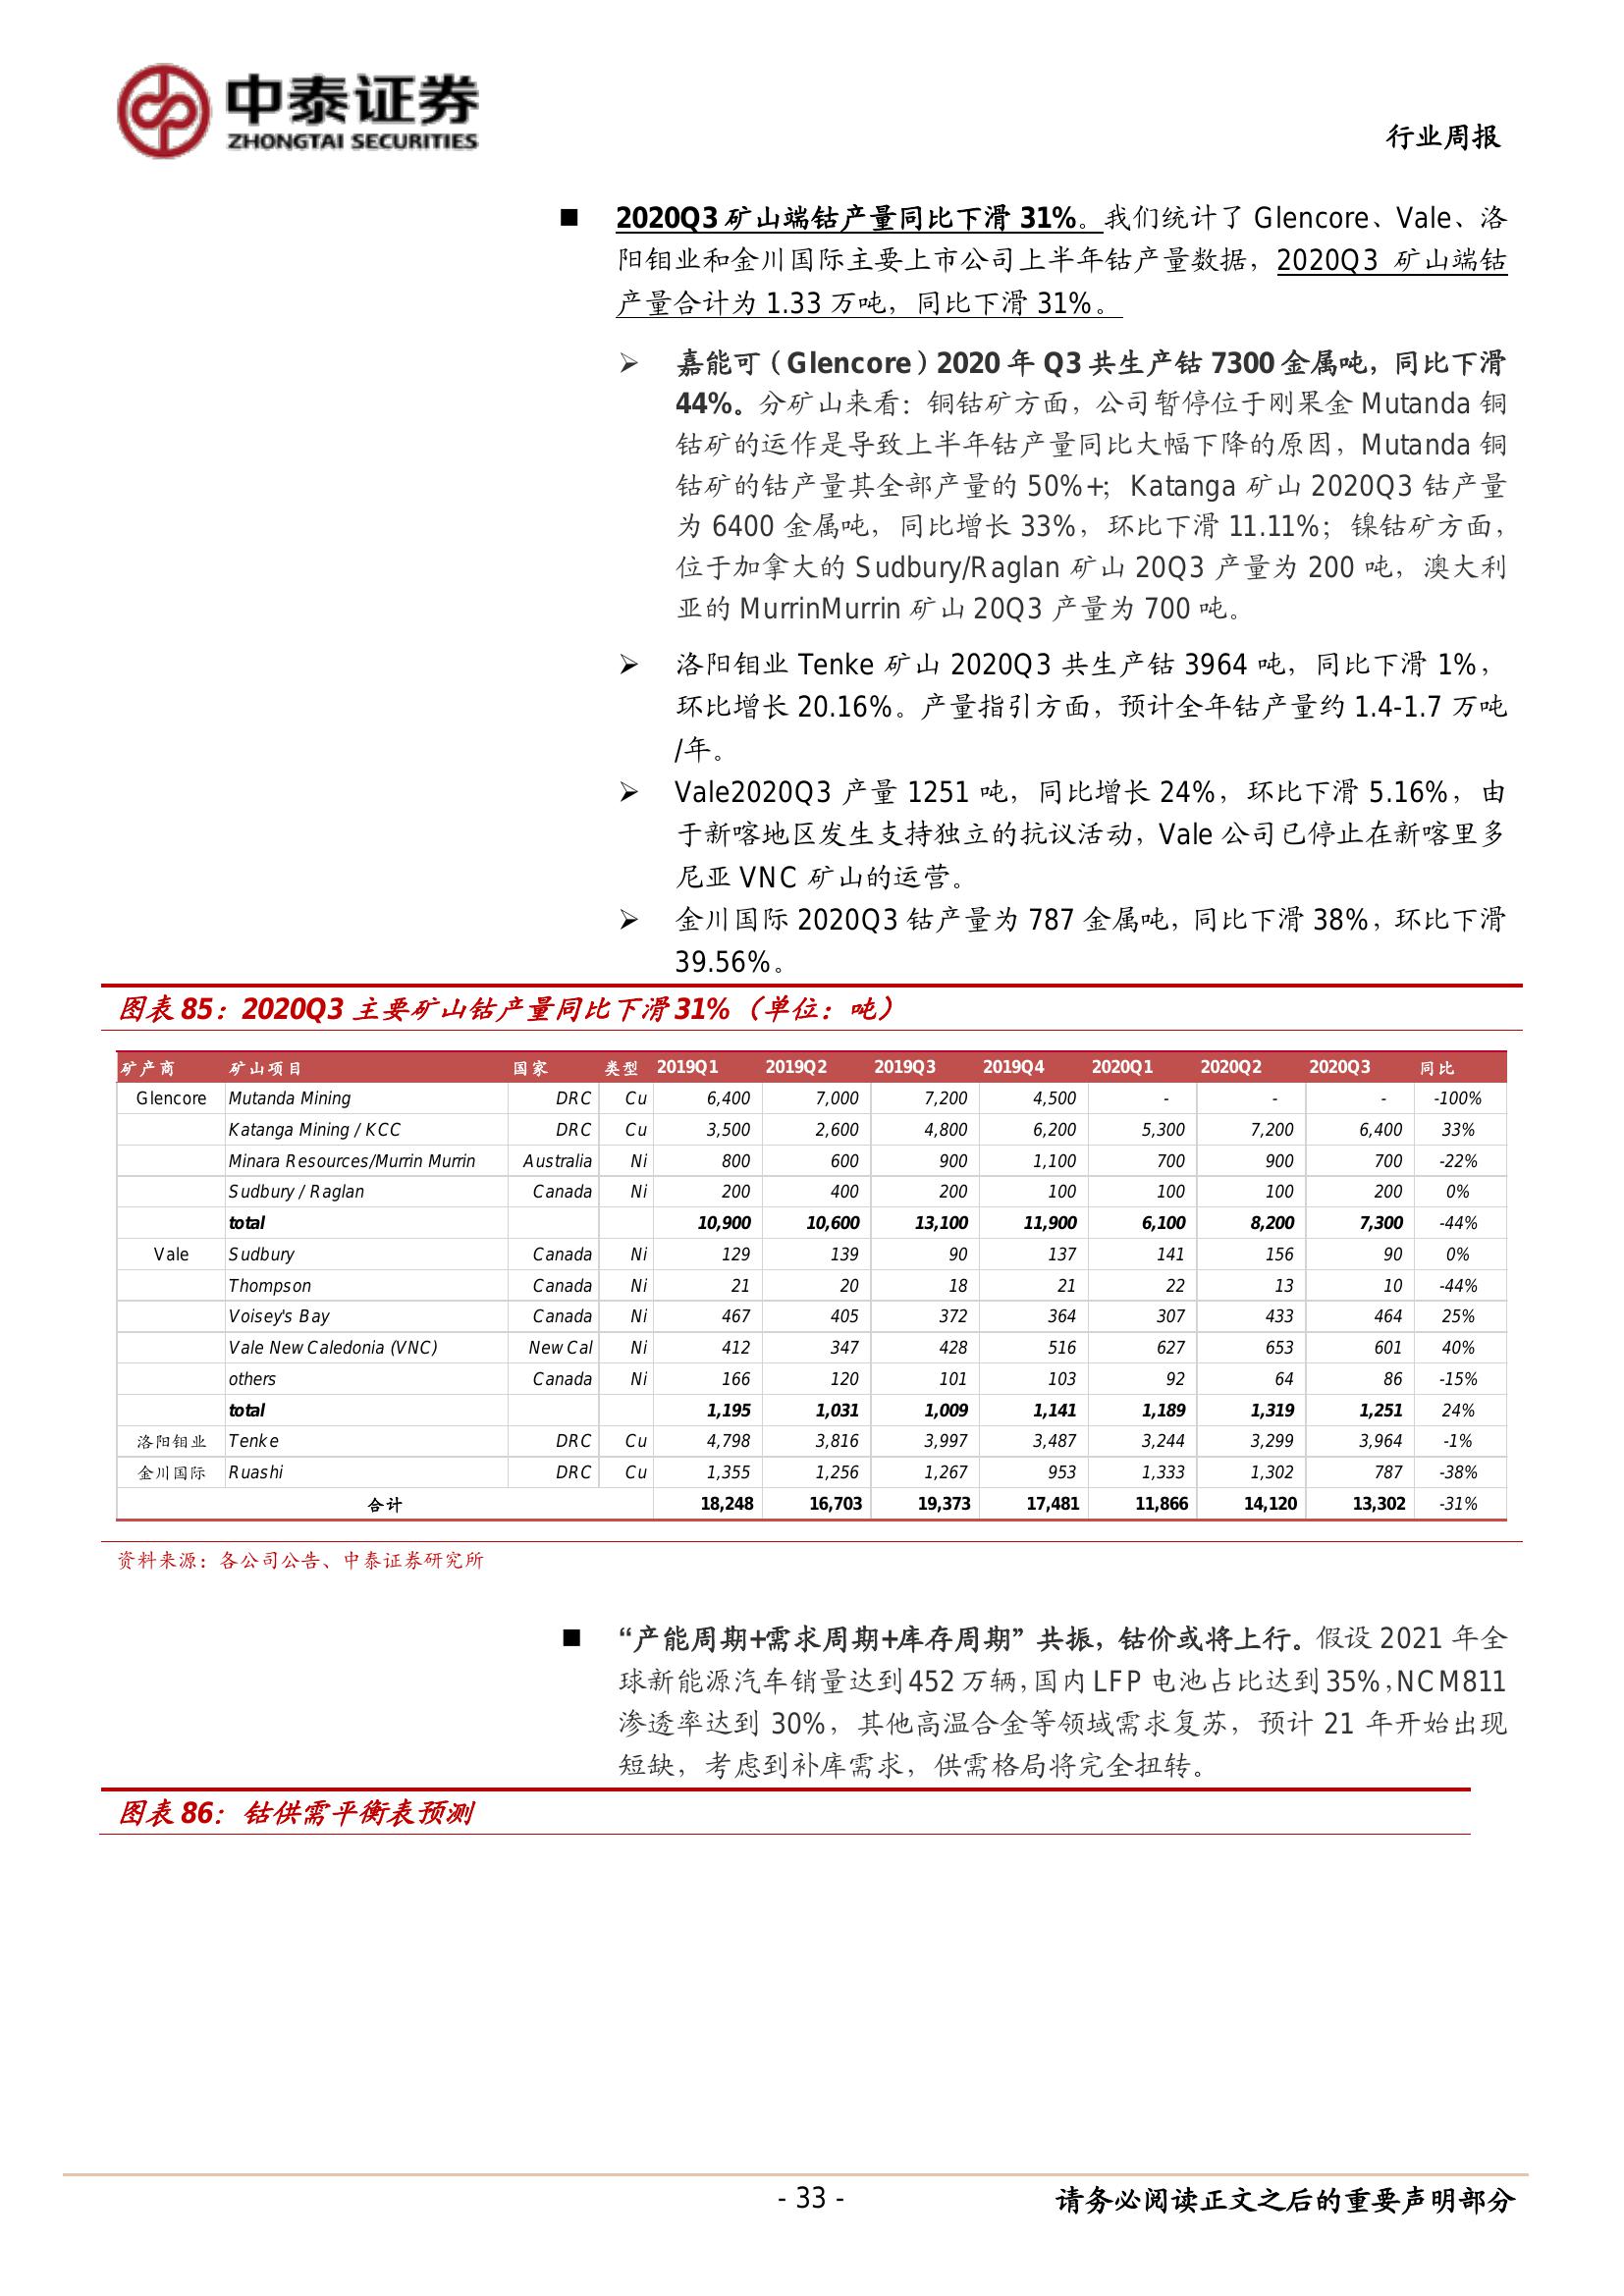 中泰证券
ZHONGTAI SECURITIES
行业周报
■ 2020Q3 矿山端钴产量同比下滑 31%。我们统计了 Glencore、Vale、洛
阳钼业和金川国际主要上市公司上半年钴产量数据，2020Q3 矿山端钴
产量合计为 1.33 万吨，同比下滑 31%。
➢ 嘉能可（Glencore）2020 年 Q3 共生产钴 7300 金属吨，同比下滑
44%。分矿山来看：铜钴矿方面，公司暂停位于刚果金 Mutanda 铜
钴矿的运作是导致上半年钴产量同比大幅下降的原因，Mutanda 铜
钴矿的钴产量其全部产量的 50%+；Katanga 矿山 2020Q3 钴产量
为 6400 金属吨，同比增长 33%，环比下滑 11.11%；镍钴矿方面，
位于加拿大的 Sudbury/Raglan 矿山 20Q3 产量为 200 吨，澳大利
亚的 MurrinMurrin 矿山 20Q3 产量为 700 吨。
➢ 洛阳钼业 Tenke 矿山 2020Q3 共生产钴 3964 吨，同比下滑 1%，
环比增长 20.16%。产量指引方面，预计全年钴产量约 1.4-1.7 万吨
/年。
➢ Vale2020Q3 产量 1251 吨，同比增长 24%，环比下滑 5.16%，由
于新喀地区发生支持独立的抗议活动，Vale 公司已停止在新喀里多
尼亚 VNC 矿山的运营。
➢ 金川国际 2020Q3 钴产量为 787 金属吨，同比下滑 38%，环比下滑
39.56%。
图表 85：2020Q3 主要矿山钴产量同比下滑 31%（单位：吨）
矿产商 矿山项目 国家 类型 2019Q1 2019Q2 2019Q3 2019Q4 2020Q1 2020Q2 2020Q3 同比
Glencore Mutanda Mining DRC Cu 6,400 7,000 7,200 4,500 - - - -100%
Katanga Mining / KCC DRC Cu 3,500 2,600 4,800 6,200 5,300 7,200 6,400 33%
Minara Resources/Murrin Murrin Australia Ni 800 600 900 1,100 700 900 700 -22%
Sudbury / Raglan Canada Ni 200 400 200 100 100 100 200 0%
total 10,900 10,600 13,100 11,900 6,100 8,200 7,300 -44%
Vale Sudbury Canada Ni 129 139 90 137 141 156 90 0%
Thompson Canada Ni 21 20 18 21 22 13 10 -44%
Voisey's Bay Canada Ni 467 405 372 364 307 433 464 25%
Vale New Caledonia (VNC) New Cal Ni 412 347 428 516 627 653 601 40%
others Canada Ni 166 120 101 103 92 64 86 -15%
total 1,195 1,031 1,009 1,141 1,189 1,319 1,251 24%
洛阳钼业 Tenke DRC Cu 4,798 3,816 3,997 3,487 3,244 3,299 3,964 -1%
金川国际 Ruashi DRC Cu 1,355 1,256 1,267 953 1,333 1,302 787 -38%
合计 18,248 16,703 19,373 17,481 11,866 14,120 13,302 -31%
资料来源：各公司公告、中泰证券研究所
■ “产能周期+需求周期+库存周期”共振，钴价或将上行。假设 2021 年全
球新能源汽车销量达到 452 万辆，国内 LFP 电池占比达到 35%，NCM811
渗透率达到 30%，其他高温合金等领域需求复苏，预计 21 年开始出现
短缺，考虑到补库需求，供需格局将完全扭转。
图表 86：钴供需平衡表预测
- 33 -
请务必阅读正文之后的重要声明部分